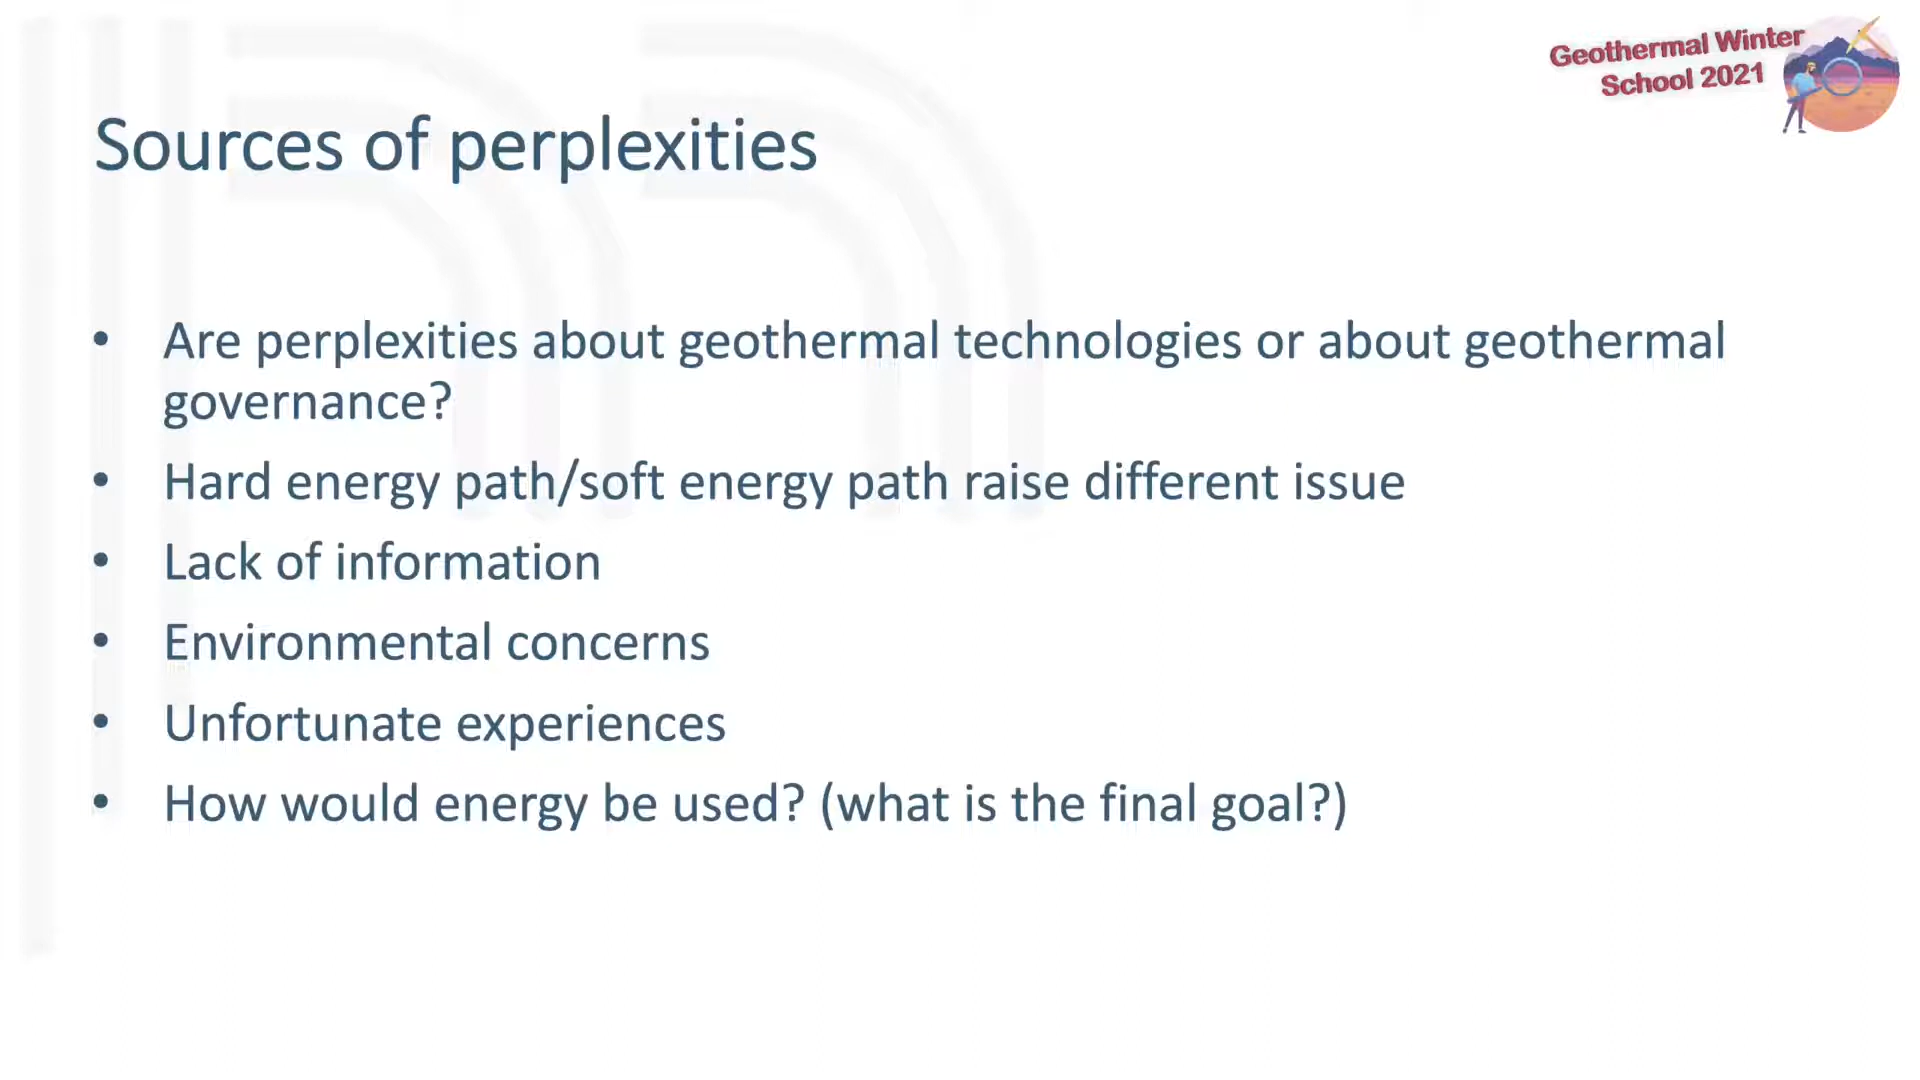 Geothermal Winter
School 2021
Sources of perplexities
• Are perplexities about geothermal technologies or about geothermal
governance?
• Hard energy path/soft energy path raise different issue
• Lack of information
• Environmental concerns
• Unfortunate experiences
• How would energy be used? (what is the final goal?)